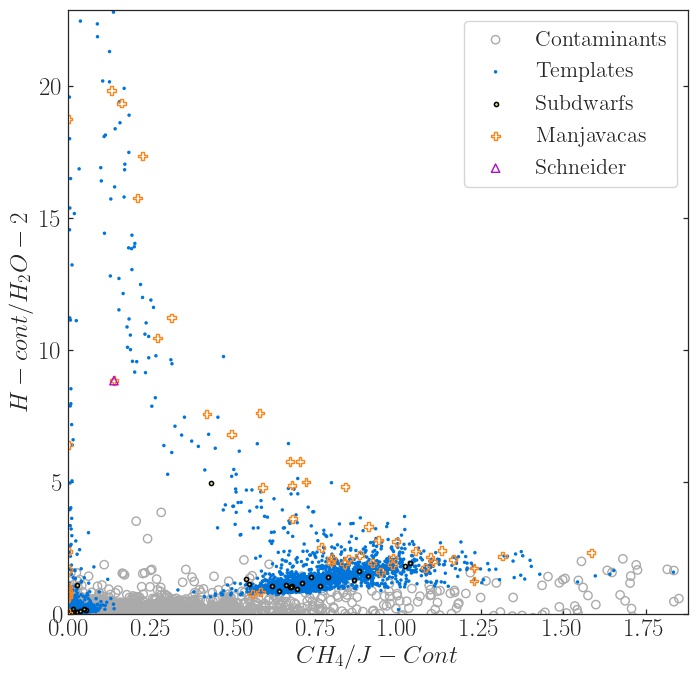 Contaminants
Templates
Subdwarfs
Manjavacas
Schneider
20
15
10
5
0
H − cont/H₂O − 2
0.00 0.25 0.50 0.75 1.00 1.25 1.50 1.75
CH₄/J − Cont